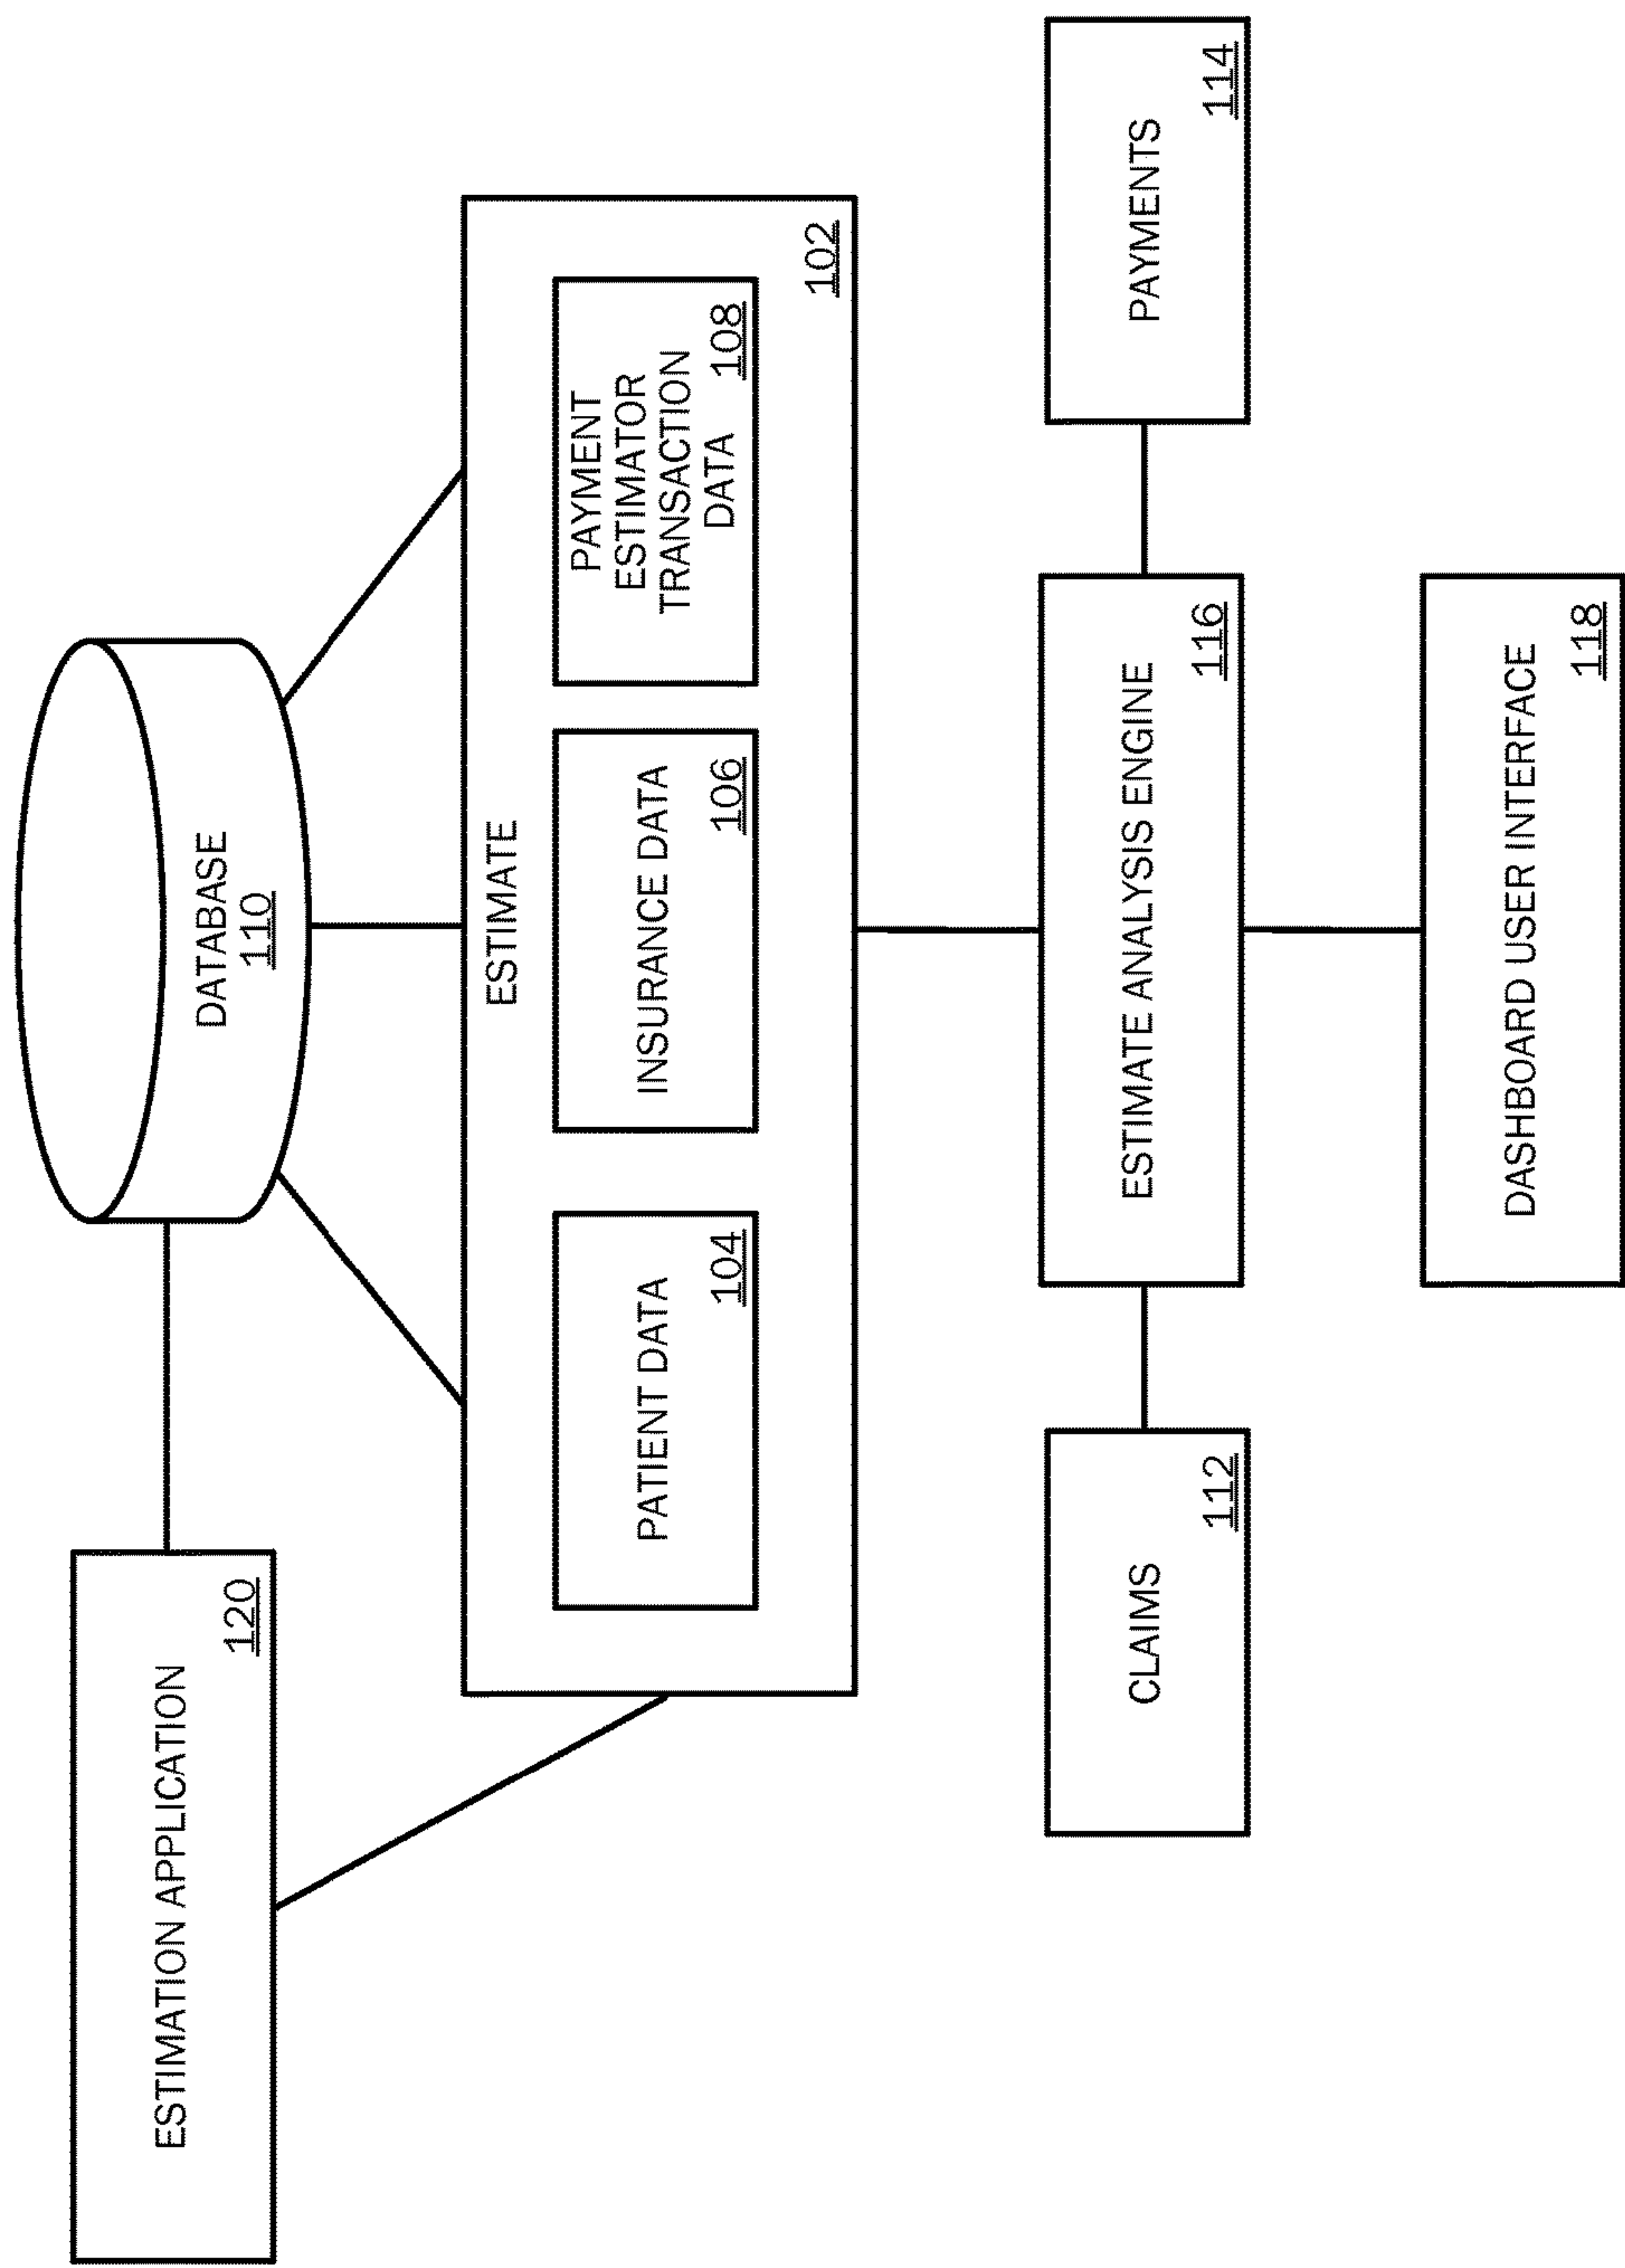 ESTIMATION APPLICATION
120
DATABASE
110
ESTIMATE
PATIENT DATA
104
INSURANCE DATA
106
PAYMENT
ESTIMATOR
TRANSACTION
DATA
108
102
CLAIMS
112
ESTIMATE ANALYSIS ENGINE
116
PAYMENTS
114
DASHBOARD USER INTERFACE
118